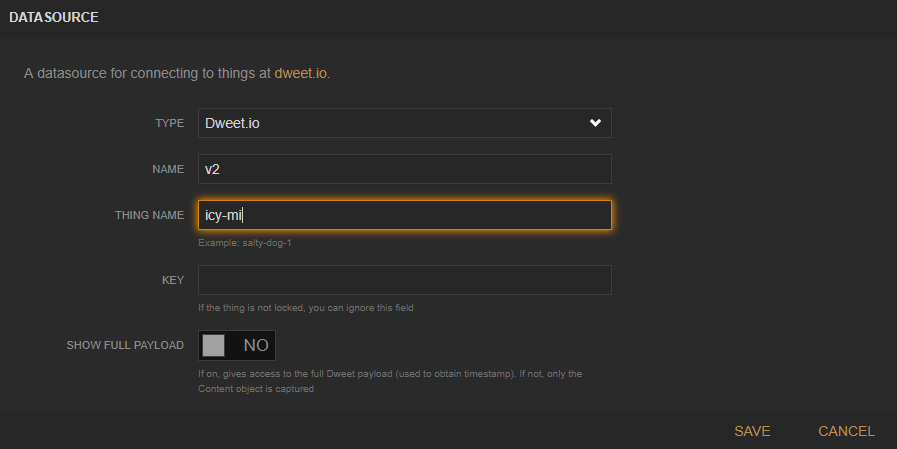 DATASOURCE
A datasource for connecting to things at dweet.io.
TYPE Dweet.io
NAME v2
THING NAME icy-mi
Example: salty-dog-1
KEY
If the thing is not locked, you can ignore this field
SHOW FULL PAYLOAD NO
If on, gives access to the full Dweet payload (used to obtain timestamp). If not, only the
Content object is captured
SAVE CANCEL